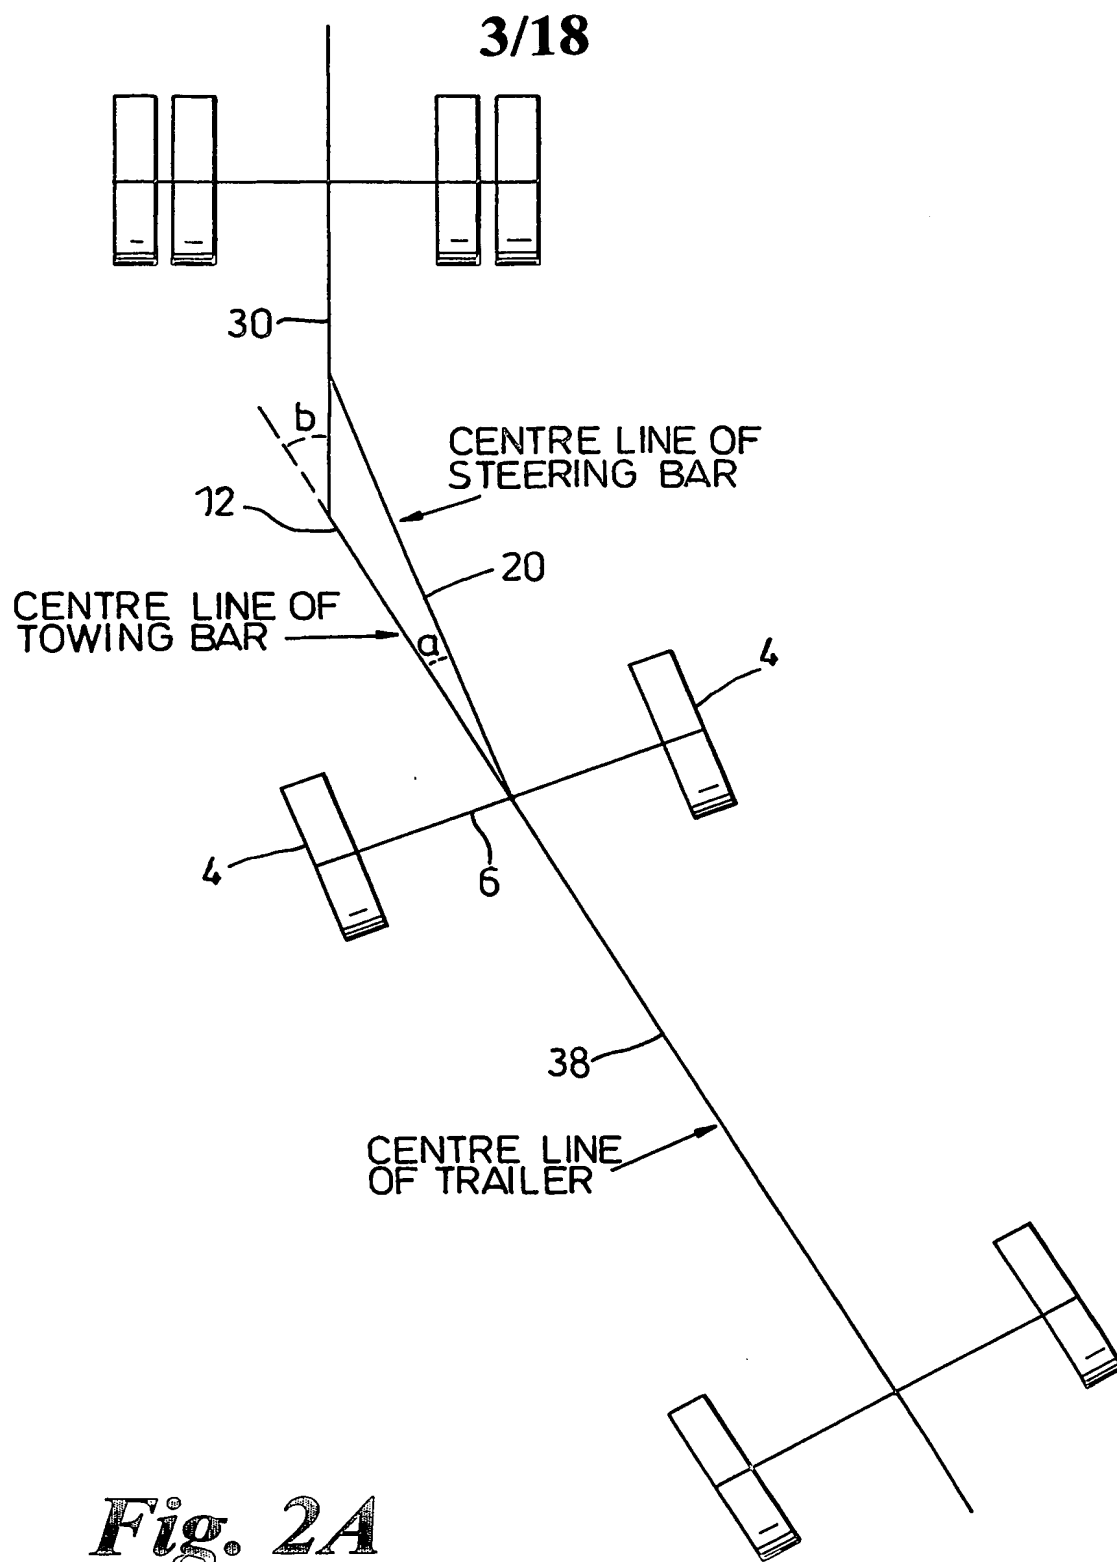 3/18
30
b
CENTRE LINE OF
STEERING BAR
12
20
CENTRE LINE OF
TOWING BAR
a
4
4
6
38
CENTRE LINE
OF TRAILER
Fig. 2A